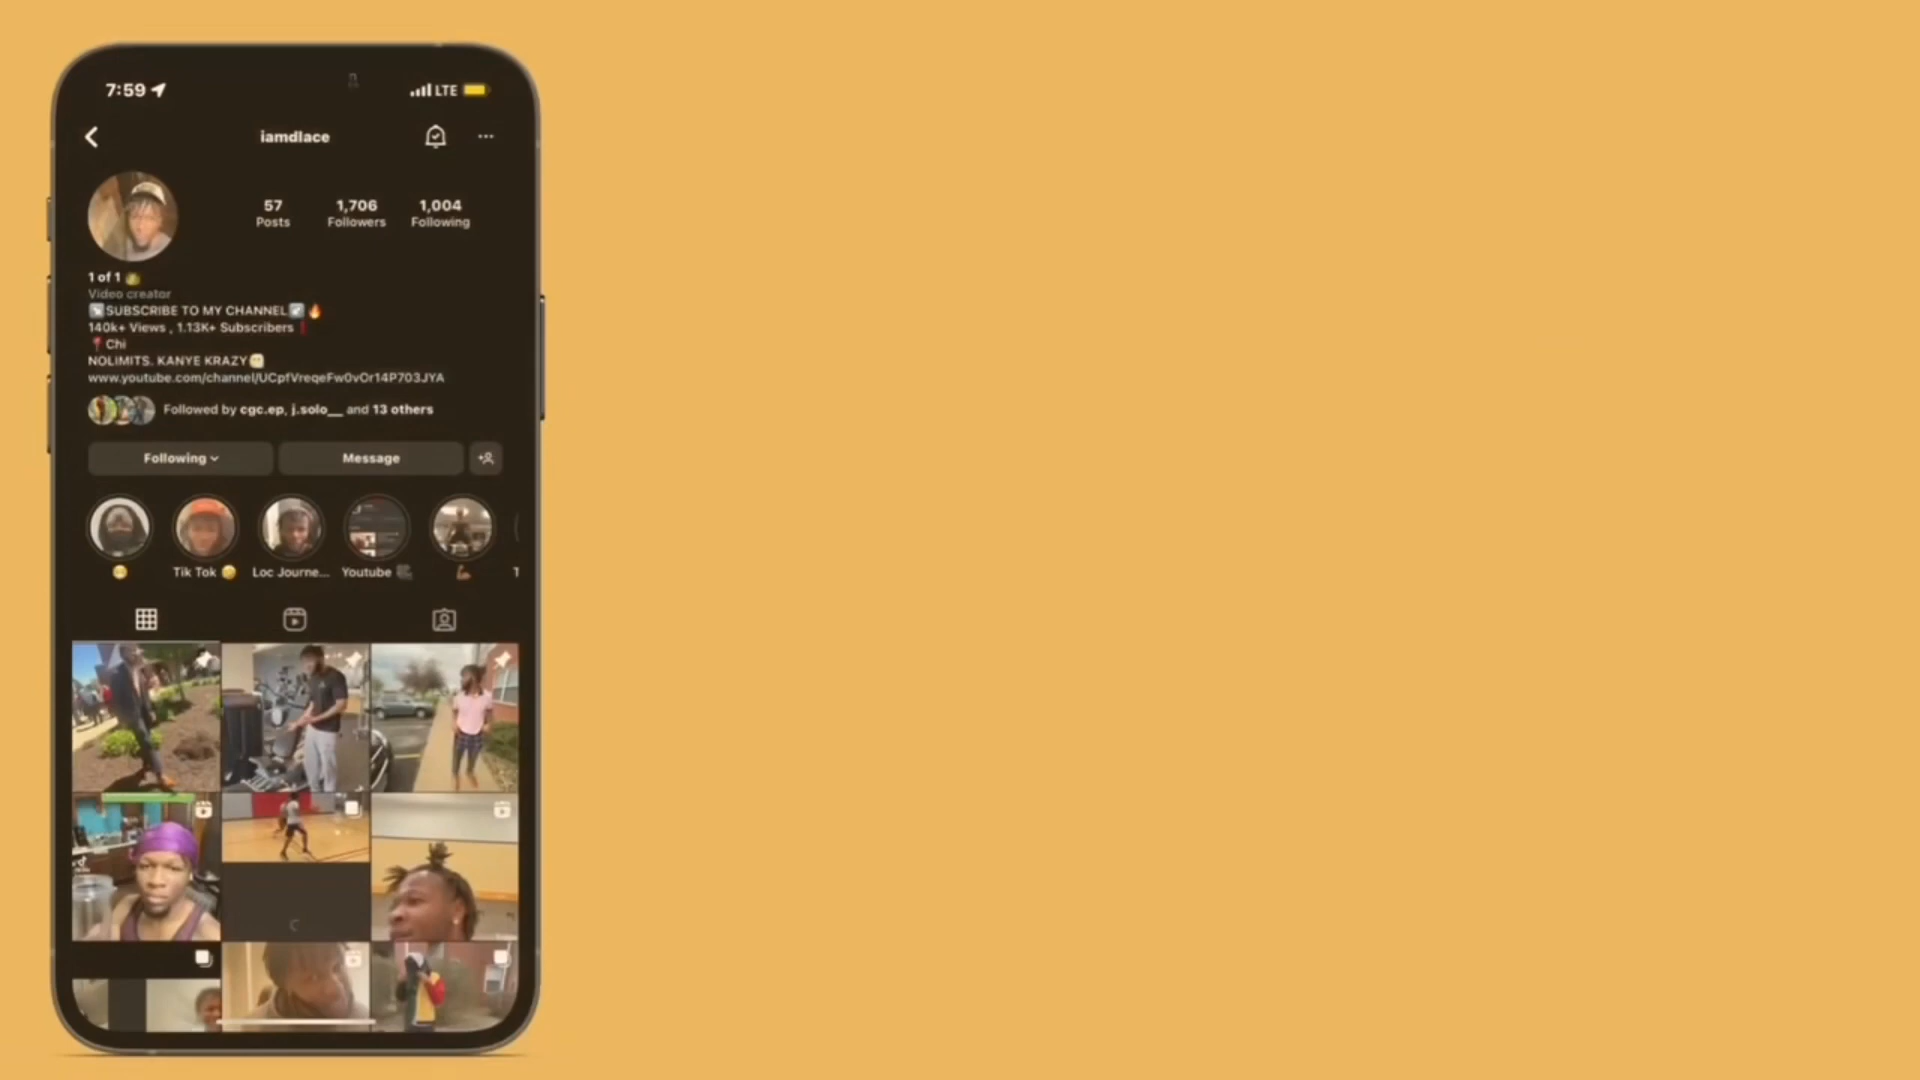 7:59 LTE
iamdlace
57 1,706 1,004
Posts Followers Following
1 of 1
Video creator
SUBSCRIBE TO MY CHANNEL
140k+ Views , 1.13K+ Subscribers
Chi
NOLIMITS. KANYE KRAZY
www.youtube.com/channel/UCpfVreqeFw0vOr14P703JYA
Followed by cgc.ep, j.solo__ and 13 others
Following Message
Tik Tok Loc Journe... Youtube T